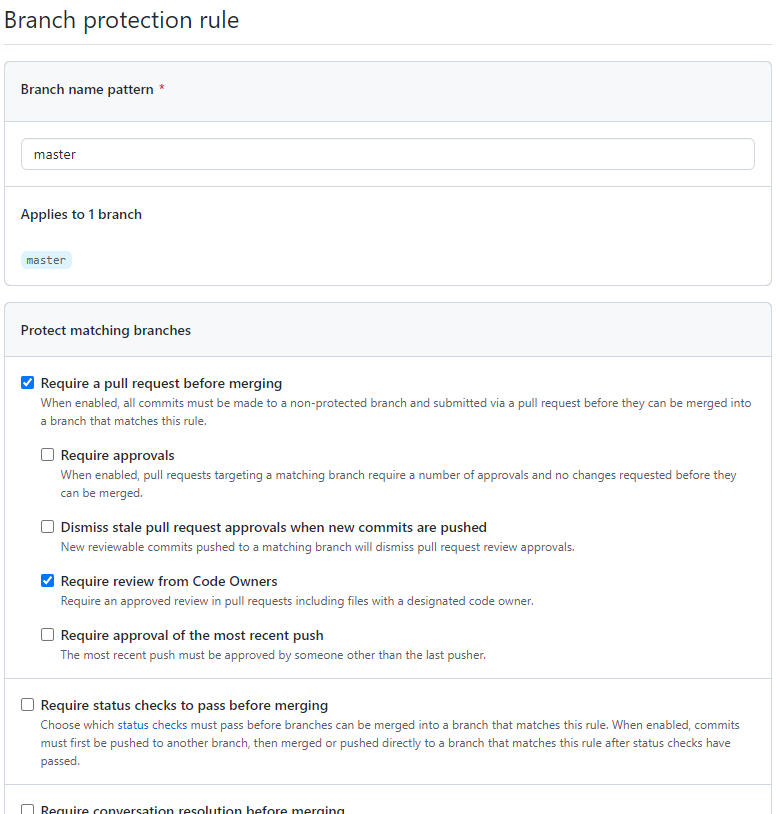 Branch protection rule
Branch name pattern *
master
Applies to 1 branch
master
Protect matching branches
Require a pull request before merging
When enabled, all commits must be made to a non-protected branch and submitted via a pull request before they can be merged into
a branch that matches this rule.
Require approvals
When enabled, pull requests targeting a matching branch require a number of approvals and no changes requested before they
can be merged.
Dismiss stale pull request approvals when new commits are pushed
New reviewable commits pushed to a matching branch will dismiss pull request review approvals.
Require review from Code Owners
Require an approved review in pull requests including files with a designated code owner.
Require approval of the most recent push
The most recent push must be approved by someone other than the last pusher.
Require status checks to pass before merging
Choose which status checks must pass before branches can be merged into a branch that matches this rule. When enabled, commits
must first be pushed to another branch, then merged or pushed directly to a branch that matches this rule after status checks have
passed.
Require conversation resolution before merging